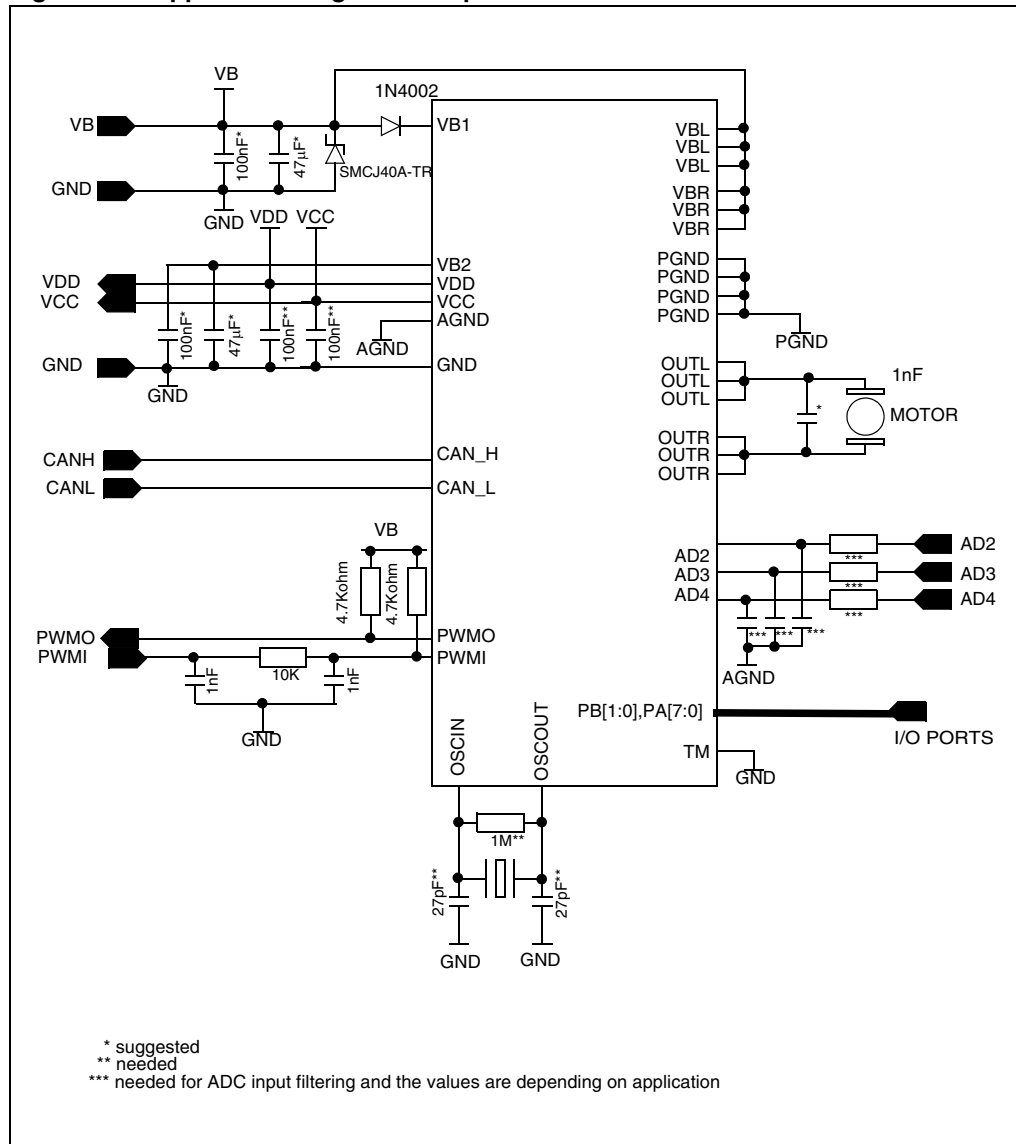 VB
1N4002
VB
VB1
100nF*
47µF*
SMCJ40A-TR
GND
GND
VDD
VCC
VBL
VBL
VBL
VBR
VBR
VBR
VB2
VDD
VDD
VCC
VCC
AGND
AGND
100nF*
47µF*
100nF**
100nF**
GND
GND
GND
PGND
PGND
PGND
PGND
PGND
OUTL
OUTL
OUTL
1nF
*
MOTOR
OUTR
OUTR
OUTR
CANH
CAN_H
CANL
CAN_L
VB
4.7Kohm
4.7Kohm
PWMO
PWMO
PWMI
PWMI
1nF
10K
1nF
GND
AD2
AD2
***
AD3
AD3
***
AD4
AD4
***
***
***
***
AGND
PB[1:0],PA[7:0]
I/O PORTS
TM
GND
OSCIN
OSCOUT
1M**
27pF**
27pF**
GND
GND
* suggested
** needed
*** needed for ADC input filtering and the values are depending on application